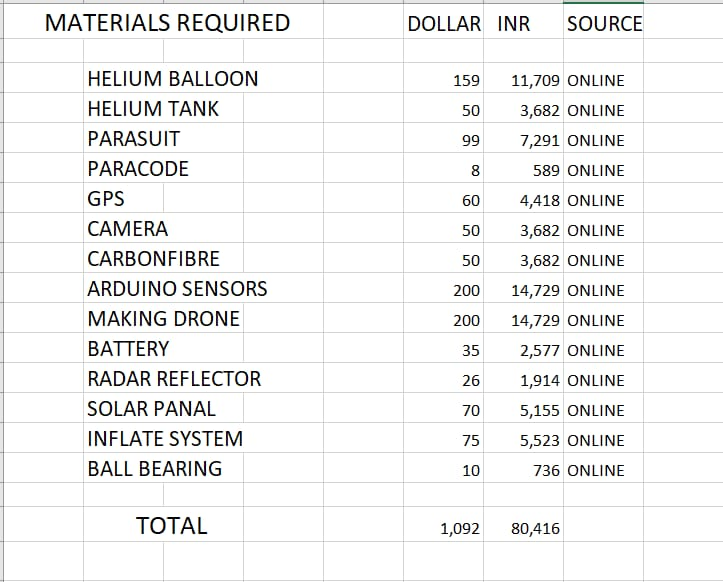 MATERIALS REQUIRED DOLLAR INR SOURCE
HELIUM BALLOON 159 11,709 ONLINE
HELIUM TANK 50 3,682 ONLINE
PARASUIT 99 7,291 ONLINE
PARACODE 8 589 ONLINE
GPS 60 4,418 ONLINE
CAMERA 50 3,682 ONLINE
CARBONFIBRE 50 3,682 ONLINE
ARDUINO SENSORS 200 14,729 ONLINE
MAKING DRONE 200 14,729 ONLINE
BATTERY 35 2,577 ONLINE
RADAR REFLECTOR 26 1,914 ONLINE
SOLAR PANAL 70 5,155 ONLINE
INFLATE SYSTEM 75 5,523 ONLINE
BALL BEARING 10 736 ONLINE
TOTAL 1,092 80,416